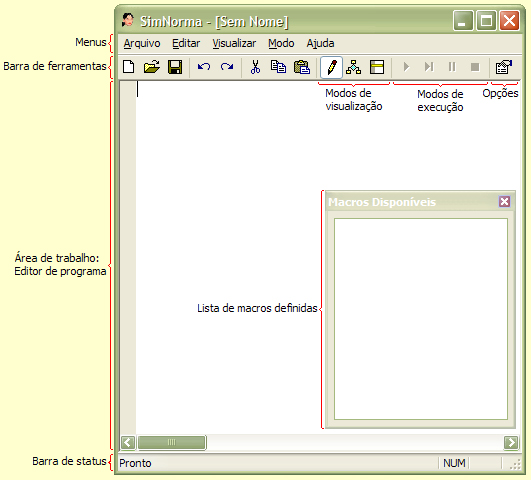 SimNorma - [Sem Nome]
Menus
Arquivo Editar Visualizar Modo Ajuda
Barra de ferramentas
Modos de
visualização
Modos de
execução
Opções
Macros Disponíveis
Área de trabalho:
Editor de programa
Lista de macros definidas
Barra de status
Pronto
NUM